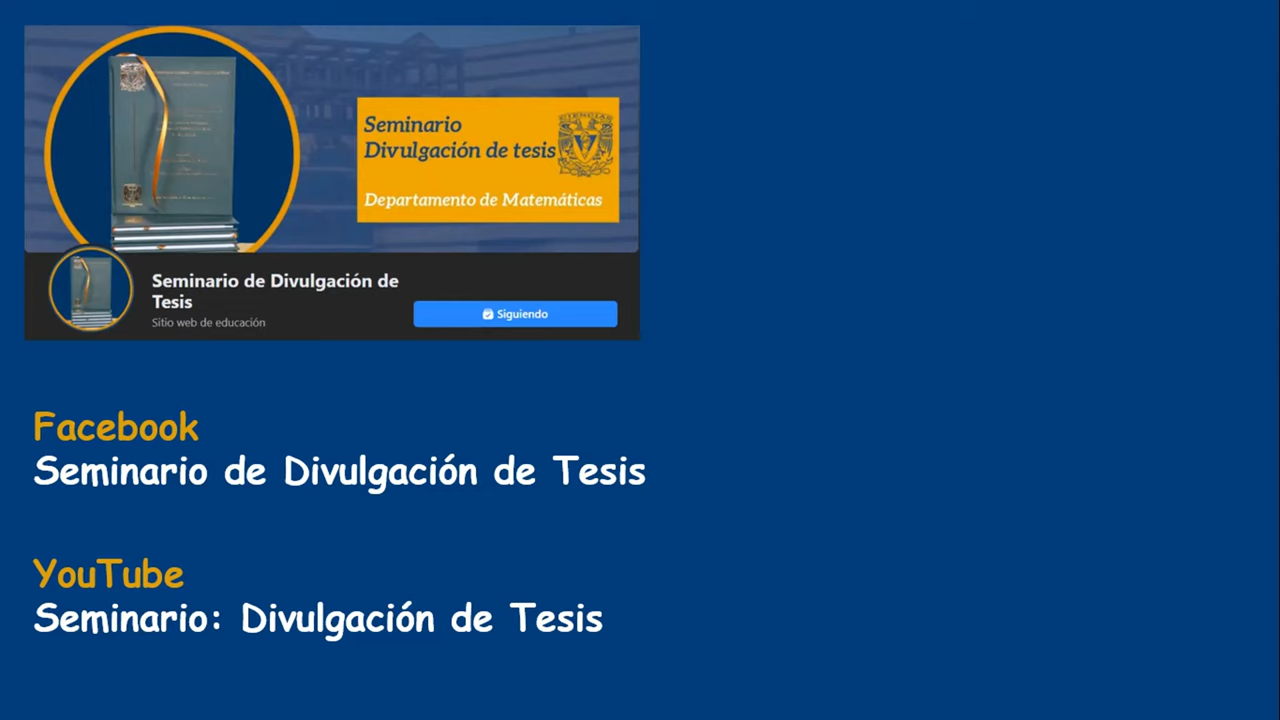 Seminario
Divulgación de tesis
CIENCIAS
Departamento de Matemáticas
Seminario de Divulgación de
Tesis
Sitio web de educación
Siguiendo
Facebook
Seminario de Divulgación de Tesis
YouTube
Seminario: Divulgación de Tesis